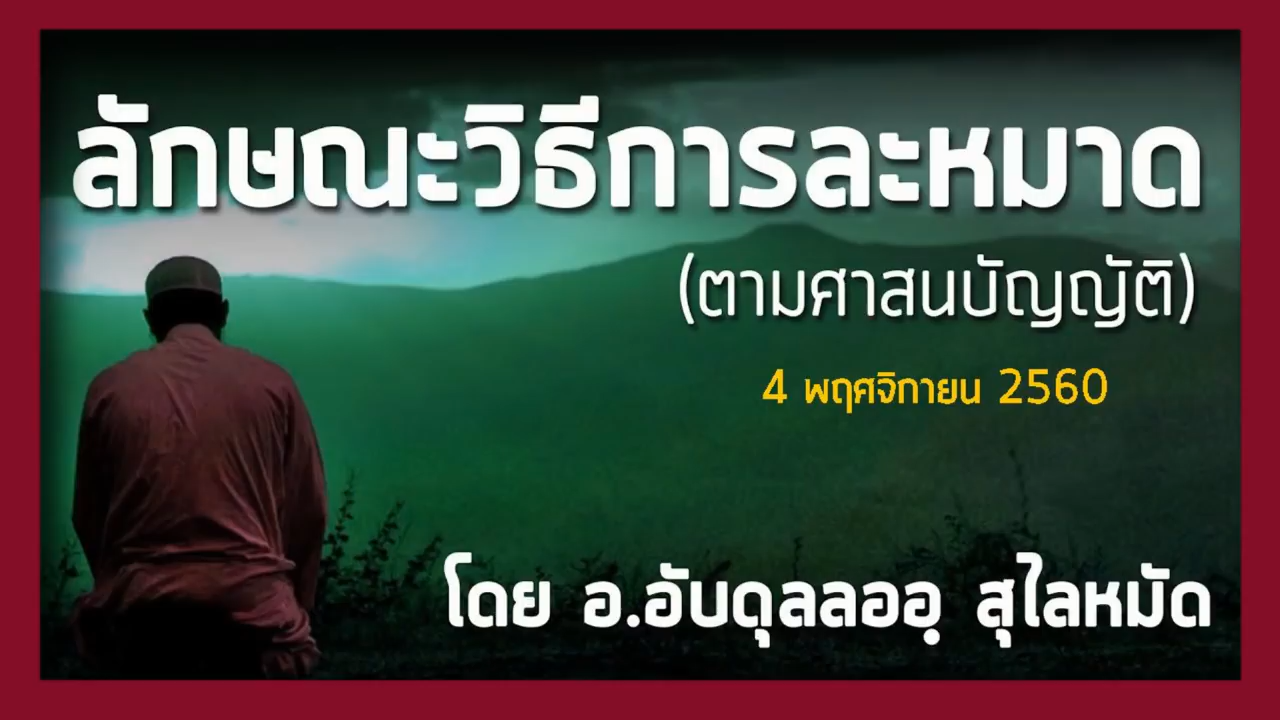 ลักษณะวิธีการละหมาด
(ตามศาสนบัญญัติ)
4 พฤศจิกายน 2560
โดย อ.อับดุลลออฺ สุไลหมัด